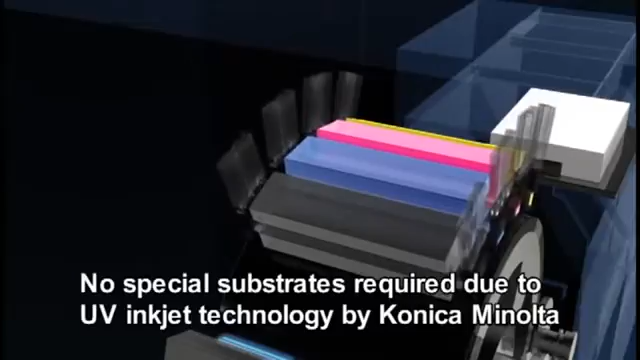 No special substrates required due to
UV inkjet technology by Konica Minolta